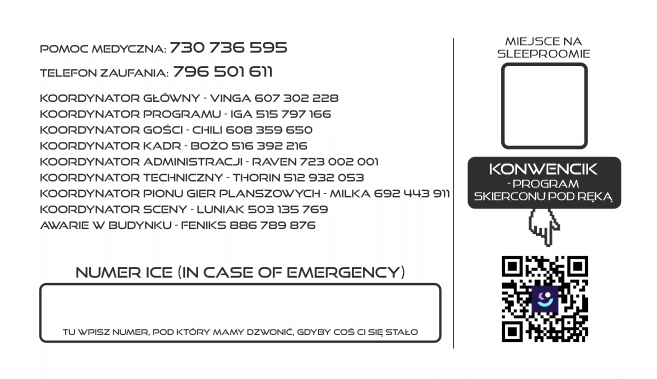 POMOC MEDYCZNA: 730 736 595
TELEFON ZAUFANIA: 796 501 611
KOORDYNATOR GŁÓWNY - VINGA 607 302 228
KOORDYNATOR PROGRAMU - IGA 515 797 166
KOORDYNATOR GOŚCI - CHILI 608 359 650
KOORDYNATOR KADR - BOŻO 516 392 216
KOORDYNATOR ADMINISTRACJI - RAVEN 723 002 001
KOORDYNATOR TECHNICZNY - THORIN 512 932 053
KOORDYNATOR PIONU GIER PLANSZOWYCH - MILKA 692 443 911
KOORDYNATOR SCENY - LUNIAK 503 135 769
AWARIE W BUDYNKU - FENIKS 886 789 876
NUMER ICE (IN CASE OF EMERGENCY)
TU WPISZ NUMER, POD KTÓRY MAMY DZWONIĆ, GDYBY COŚ CI SIĘ STAŁO
MIEJSCE NA
SLEEPROOMIE
KONWENCIK
- PROGRAM
SKIERCONU POD RĘKĄ